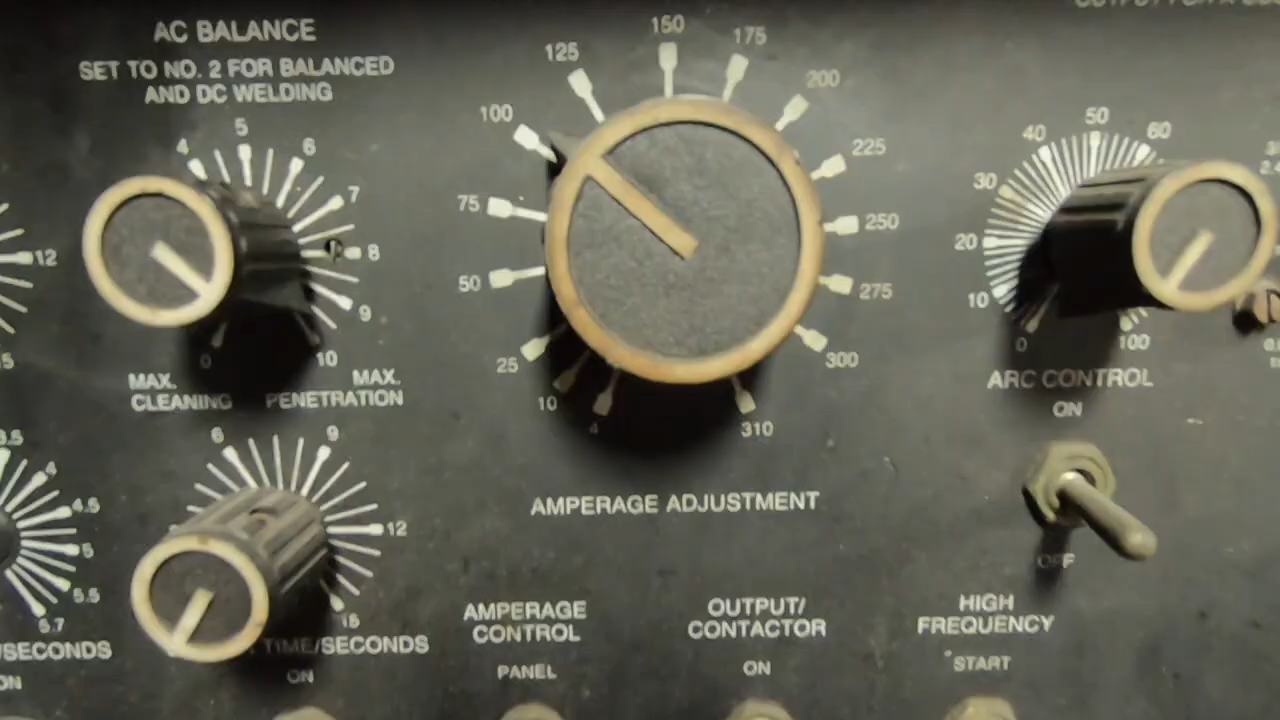 AC BALANCE
SET TO NO. 2 FOR BALANCED
AND DC WELDING
4
5
6
7
8
9
10
0
MAX.
CLEANING
MAX.
PENETRATION
12
4
10
25
50
75
100
125
150
175
200
225
250
275
300
310
AMPERAGE ADJUSTMENT
0
10
20
30
40
50
60
100
ARC CONTROL
ON
OFF
3.5
4
4.5
5
5.5
5.7
/SECONDS
ON
6
9
12
15
TIME/SECONDS
ON
AMPERAGE
CONTROL
PANEL
OUTPUT/
CONTACTOR
ON
HIGH
FREQUENCY
START